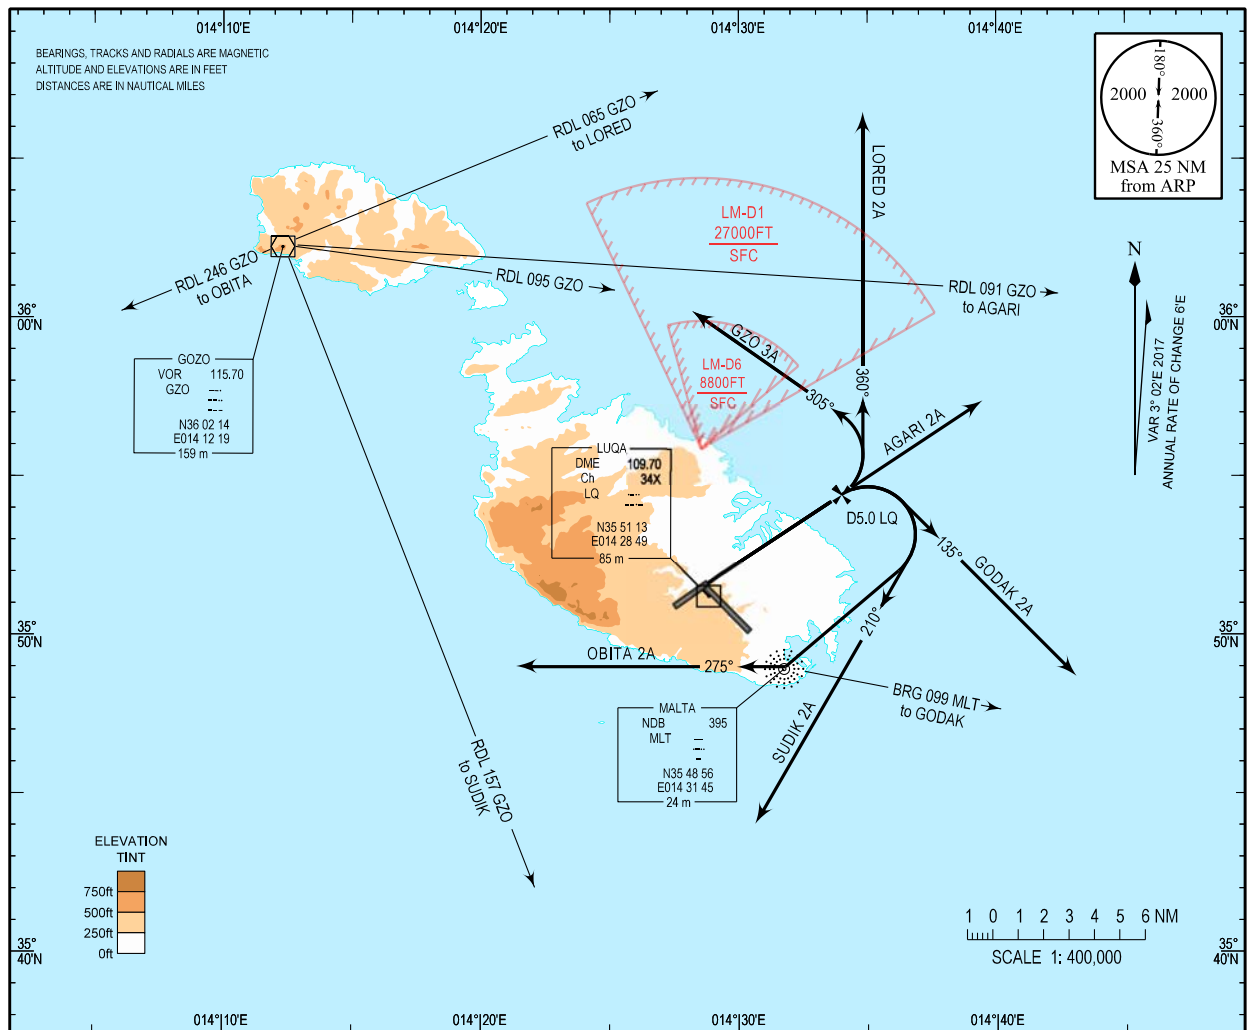 014°10'E
014°20'E
014°30'E
014°40'E
BEARINGS, TRACKS AND RADIALS ARE MAGNETIC
ALTITUDE AND ELEVATIONS ARE IN FEET
DISTANCES ARE IN NAUTICAL MILES
180°
2000
2000
360°
MSA 25 NM
from ARP
RDL 065 GZO
to LORED
LORED 2A
LM-D1
27000FT
SFC
N
RDL 246 GZO
to OBITA
RDL 095 GZO
RDL 091 GZO
to AGARI
36°
00'N
36°
00'N
VAR 3° 02'E 2017
ANNUAL RATE OF CHANGE 6'E
GZO 3A
LM-D6
8800FT
SFC
305°
360°
GOZO
VOR 115.70
GZO
N36 02 14
E014 12 19
159 m
AGARI 2A
LUQA
DME 109.70
Ch 34X
LQ
N35 51 13
E014 28 49
85 m
D5.0 LQ
135°
GODAK 2A
210°
35°
50'N
35°
50'N
OBITA 2A
275°
BRG 099 MLT
to GODAK
SUDIK 2A
MALTA
NDB 395
MLT
N35 48 56
E014 31 45
24 m
RDL 157 GZO
to SUDIK
ELEVATION
TINT
750ft
500ft
250ft
0ft
1 0 1 2 3 4 5 6 NM
SCALE 1: 400,000
35°
40'N
35°
40'N
014°10'E
014°20'E
014°30'E
014°40'E